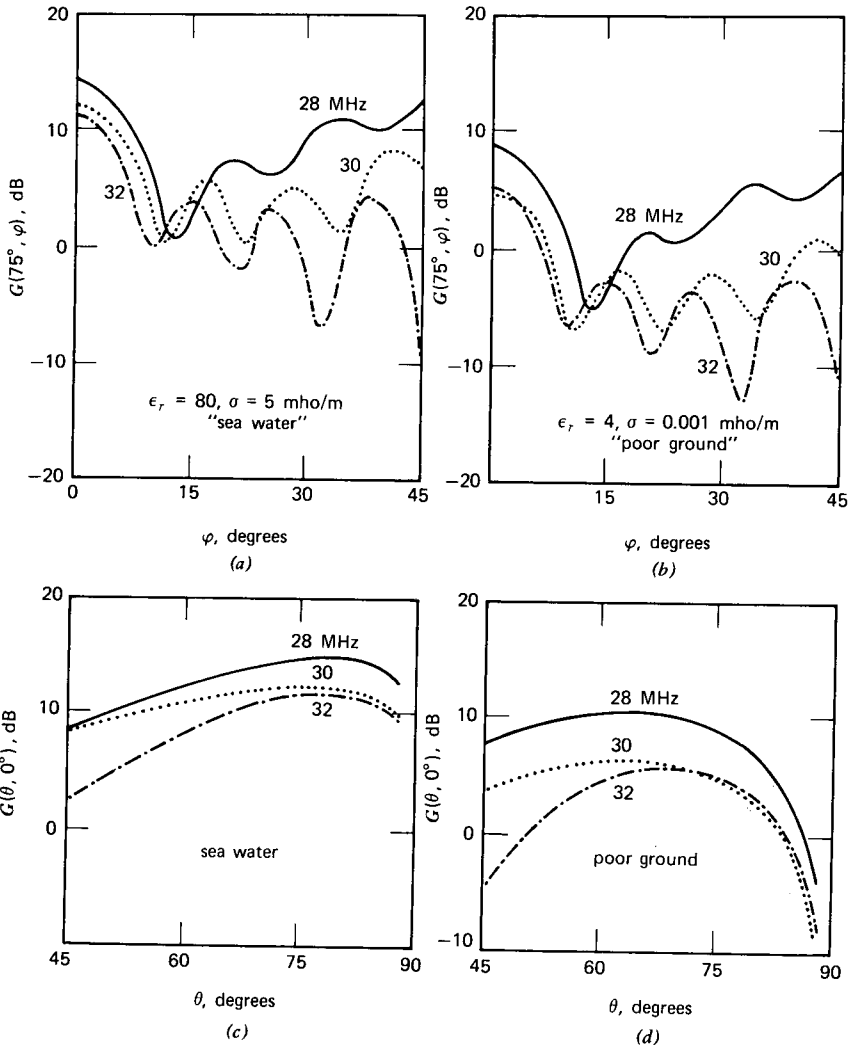 20
10
0
−10
−20
G(75°, φ), dB
28 MHz
30
32
ϵr = 80, σ = 5 mho/m
"sea water"
0
15
30
45
φ, degrees
(a)
20
10
0
−10
−20
G(75°, φ), dB
28 MHz
30
32
ϵr = 4, σ = 0.001 mho/m
"poor ground"
15
30
45
φ, degrees
(b)
20
10
0
G(θ, 0°), dB
28 MHz
30
32
sea water
45
60
75
90
θ, degrees
(c)
20
10
0
−10
G(θ, 0°), dB
28 MHz
30
32
poor ground
45
60
75
90
θ, degrees
(d)